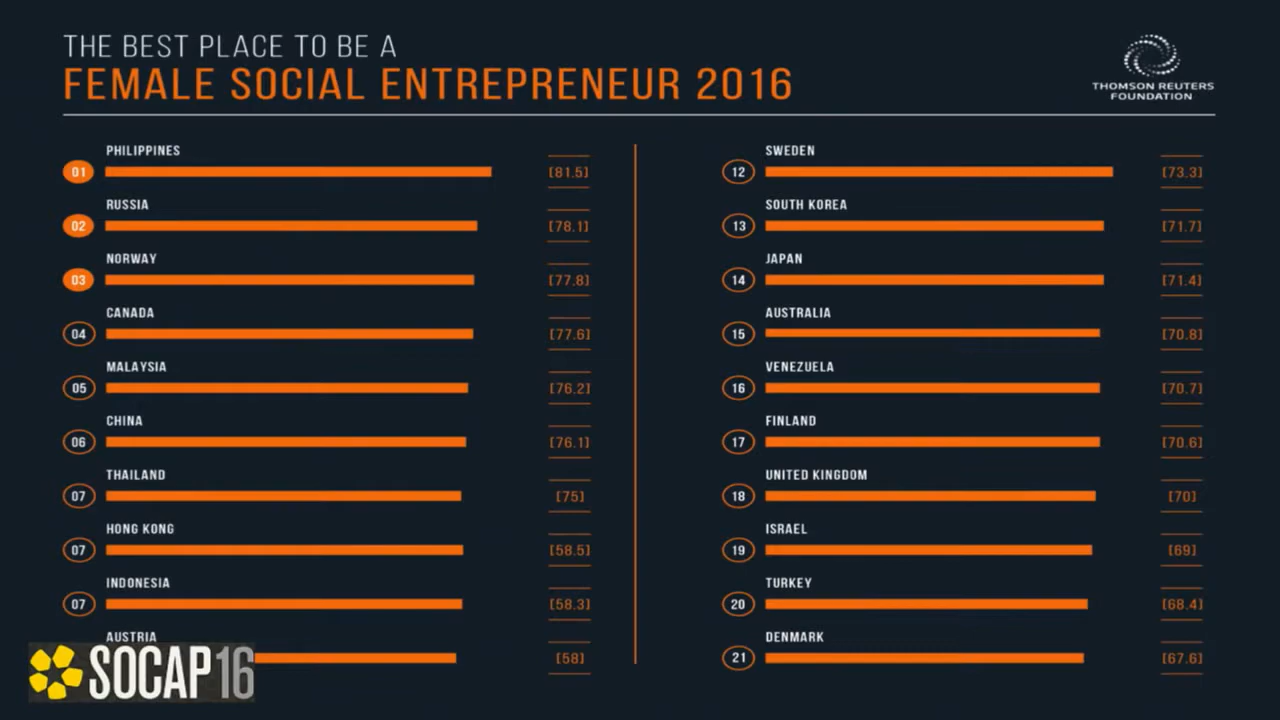 THE BEST PLACE TO BE A
FEMALE SOCIAL ENTREPRENEUR 2016
THOMSON REUTERS
FOUNDATION
PHILIPPINES
01 [81.5]
RUSSIA
02 [78.1]
NORWAY
03 [77.8]
CANADA
04 [77.6]
MALAYSIA
05 [76.2]
CHINA
06 [76.1]
THAILAND
07 [75]
HONG KONG
07 [58.5]
INDONESIA
07 [58.3]
AUSTRIA
[58]
SWEDEN
12 [73.3]
SOUTH KOREA
13 [71.7]
JAPAN
14 [71.4]
AUSTRALIA
15 [70.8]
VENEZUELA
16 [70.7]
FINLAND
17 [70.6]
UNITED KINGDOM
18 [70]
ISRAEL
19 [69]
TURKEY
20 [68.4]
DENMARK
21 [67.6]
SOCAP16